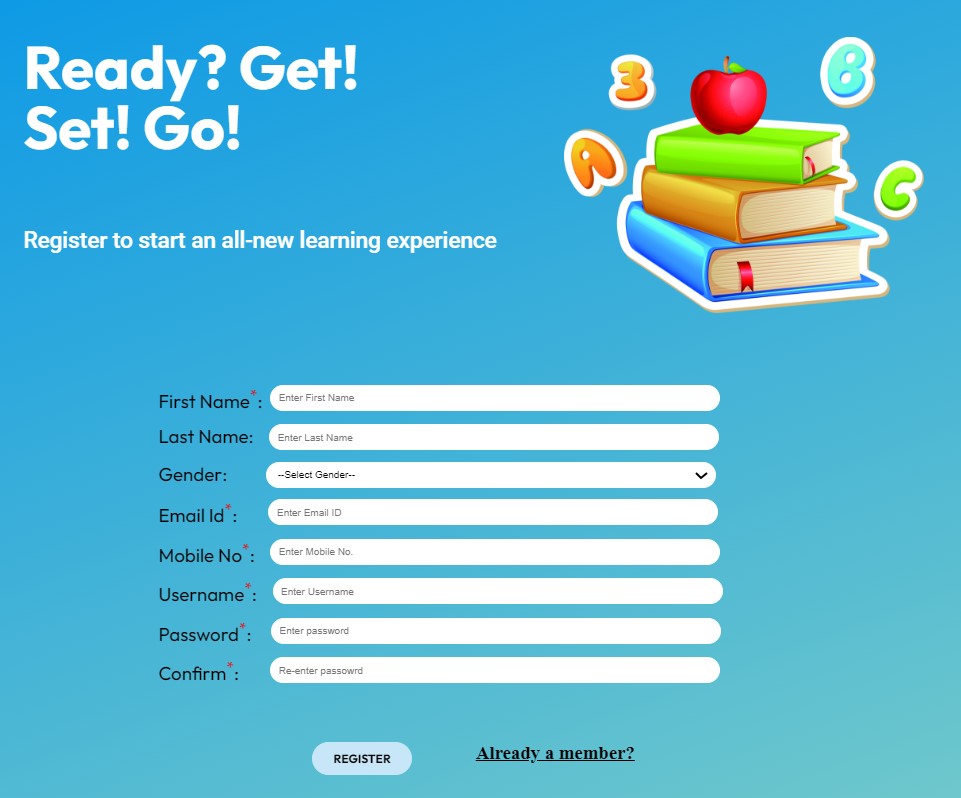 Ready? Get!
Set! Go!
3
B
A
C
Register to start an all-new learning experience
First Name*: Enter First Name
Last Name: Enter Last Name
Gender: --Select Gender--
Email Id*: Enter Email ID
Mobile No*: Enter Mobile No.
Username*: Enter Username
Password*: Enter password
Confirm*: Re-enter passowrd
REGISTER Already a member?